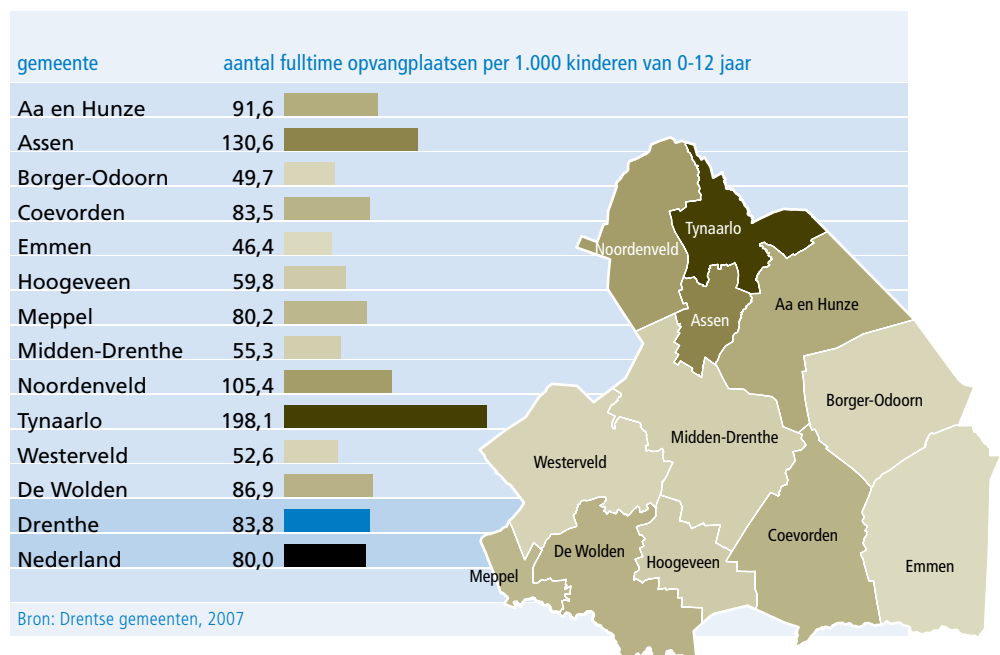 gemeente aantal fulltime opvangplaatsen per 1.000 kinderen van 0-12 jaar
Aa en Hunze 91,6
Assen 130,6
Borger-Odoorn 49,7
Coevorden 83,5
Emmen 46,4
Hoogeveen 59,8
Meppel 80,2
Midden-Drenthe 55,3
Noordenveld 105,4
Tynaarlo 198,1
Westerveld 52,6
De Wolden 86,9
Drenthe 83,8
Nederland 80,0
Bron: Drentse gemeenten, 2007
Tynaarlo
Noordenveld
Aa en Hunze
Assen
Borger-Odoorn
Midden-Drenthe
Westerveld
Coevorden
De Wolden
Hoogeveen
Emmen
Meppel